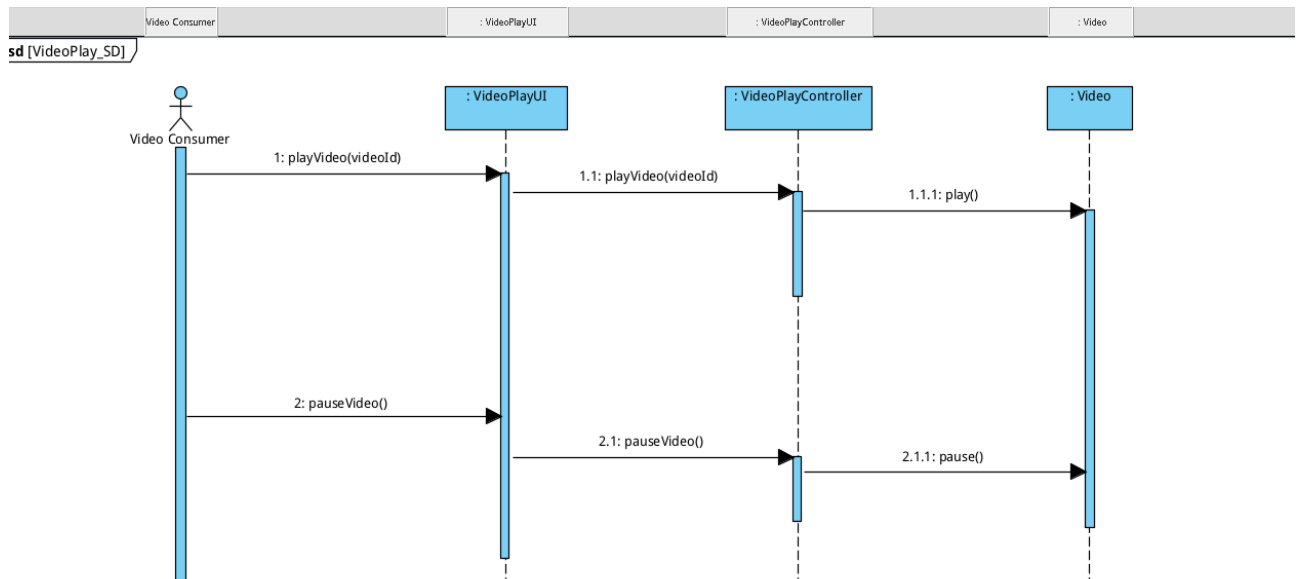 Video Consumer
: VideoPlayUI
: VideoPlayController
: Video
sd [VideoPlay_SD]
: VideoPlayUI
: VideoPlayController
: Video
Video Consumer
1: playVideo(videoId)
1.1: playVideo(videoId)
1.1.1: play()
2: pauseVideo()
2.1: pauseVideo()
2.1.1: pause()